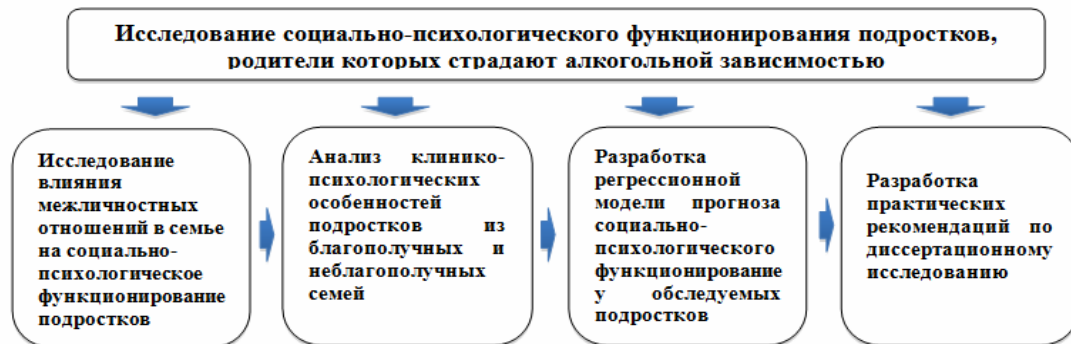 Исследование социально-психологического функционирования подростков,
родители которых страдают алкогольной зависимостью
Исследование
влияния
межличностных
отношений в семье
на социально-
психологическое
функционирование
подростков
Анализ клинико-
психологических
особенностей
подростков из
благополучных и
неблагополучных
семей
Разработка
регрессионной
модели прогноза
социально-
психологического
функционирование
у обследуемых
подростков
Разработка
практических
рекомендаций по
диссертационному
исследованию